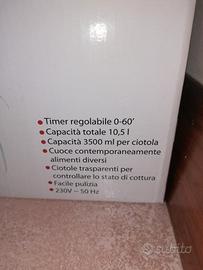 • Timer regolabile 0-60'
• Capacità totale 10,5 l
• Capacità 3500 ml per ciotola
• Cuoce contemporaneamente
alimenti diversi
• Ciotole trasparenti per
controllare lo stato di cottura
• Facile pulizia
• 230V ~ 50 Hz
subito